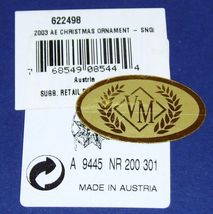 622498
2003 AE CHRISTMAS ORNAMENT - SNO
7 68549 08544 4
Austria
SUGG. RETAIL
VM
A 9445 NR 200 301
MADE IN AUSTRIA